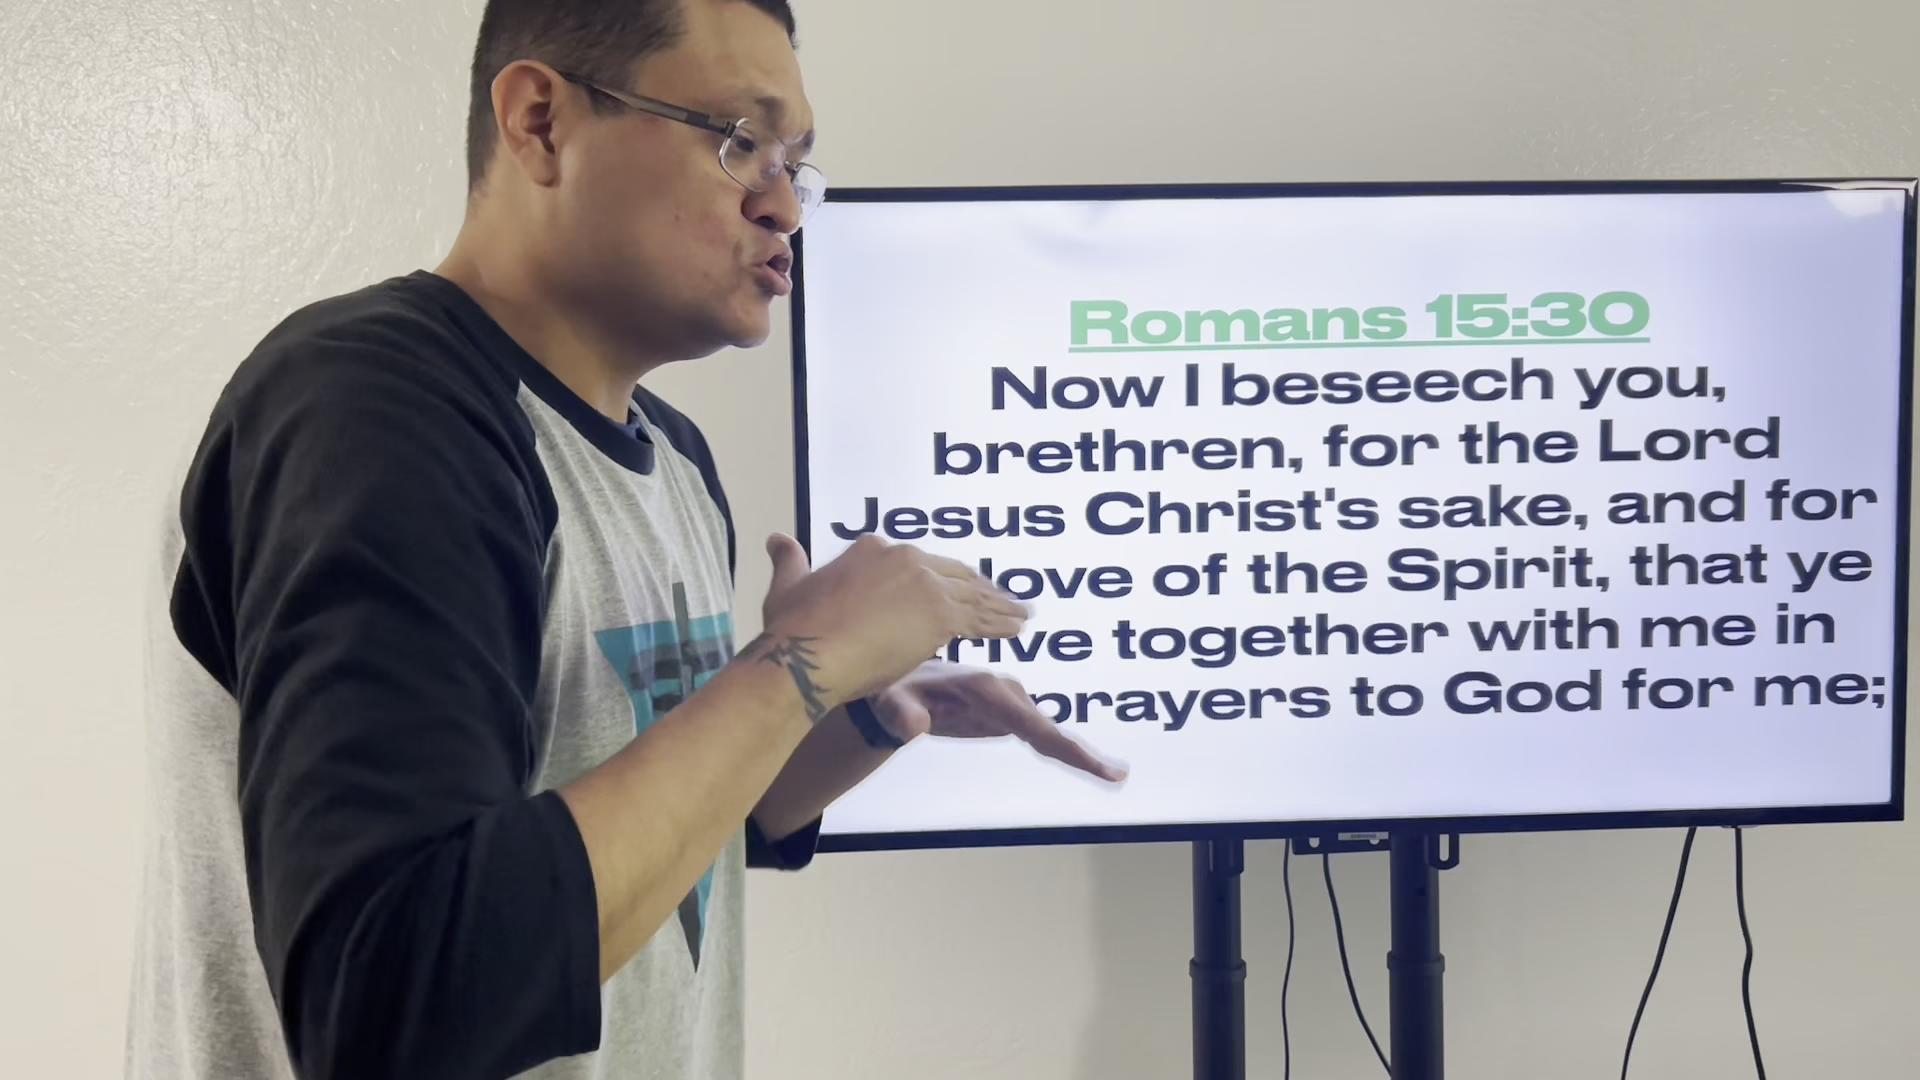 Romans 15:30
Now I beseech you,
brethren, for the Lord
Jesus Christ's sake, and for
love of the Spirit, that ye
together with me in
prayers to God for me;
SAMSUNG